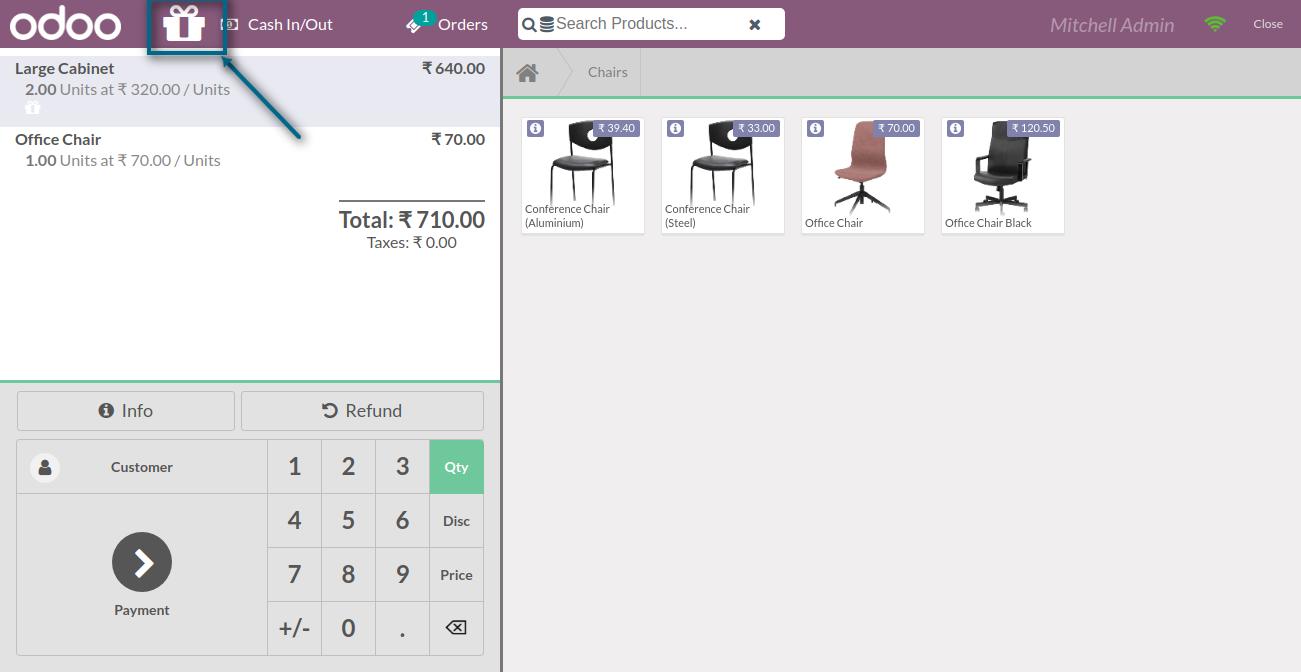 odoo
Cash In/Out
1
Orders
Search Products...
Mitchell Admin
Close
Large Cabinet
₹ 640.00
2.00 Units at ₹ 320.00 / Units
Office Chair
₹ 70.00
1.00 Units at ₹ 70.00 / Units
Total: ₹ 710.00
Taxes: ₹ 0.00
Info
Refund
Customer
1
2
3
Qty
4
5
6
Disc
7
8
9
Price
Payment
+/-
0
.
Chairs
₹ 39.40
Conference Chair
(Aluminium)
₹ 33.00
Conference Chair
(Steel)
₹ 70.00
Office Chair
₹ 120.50
Office Chair Black